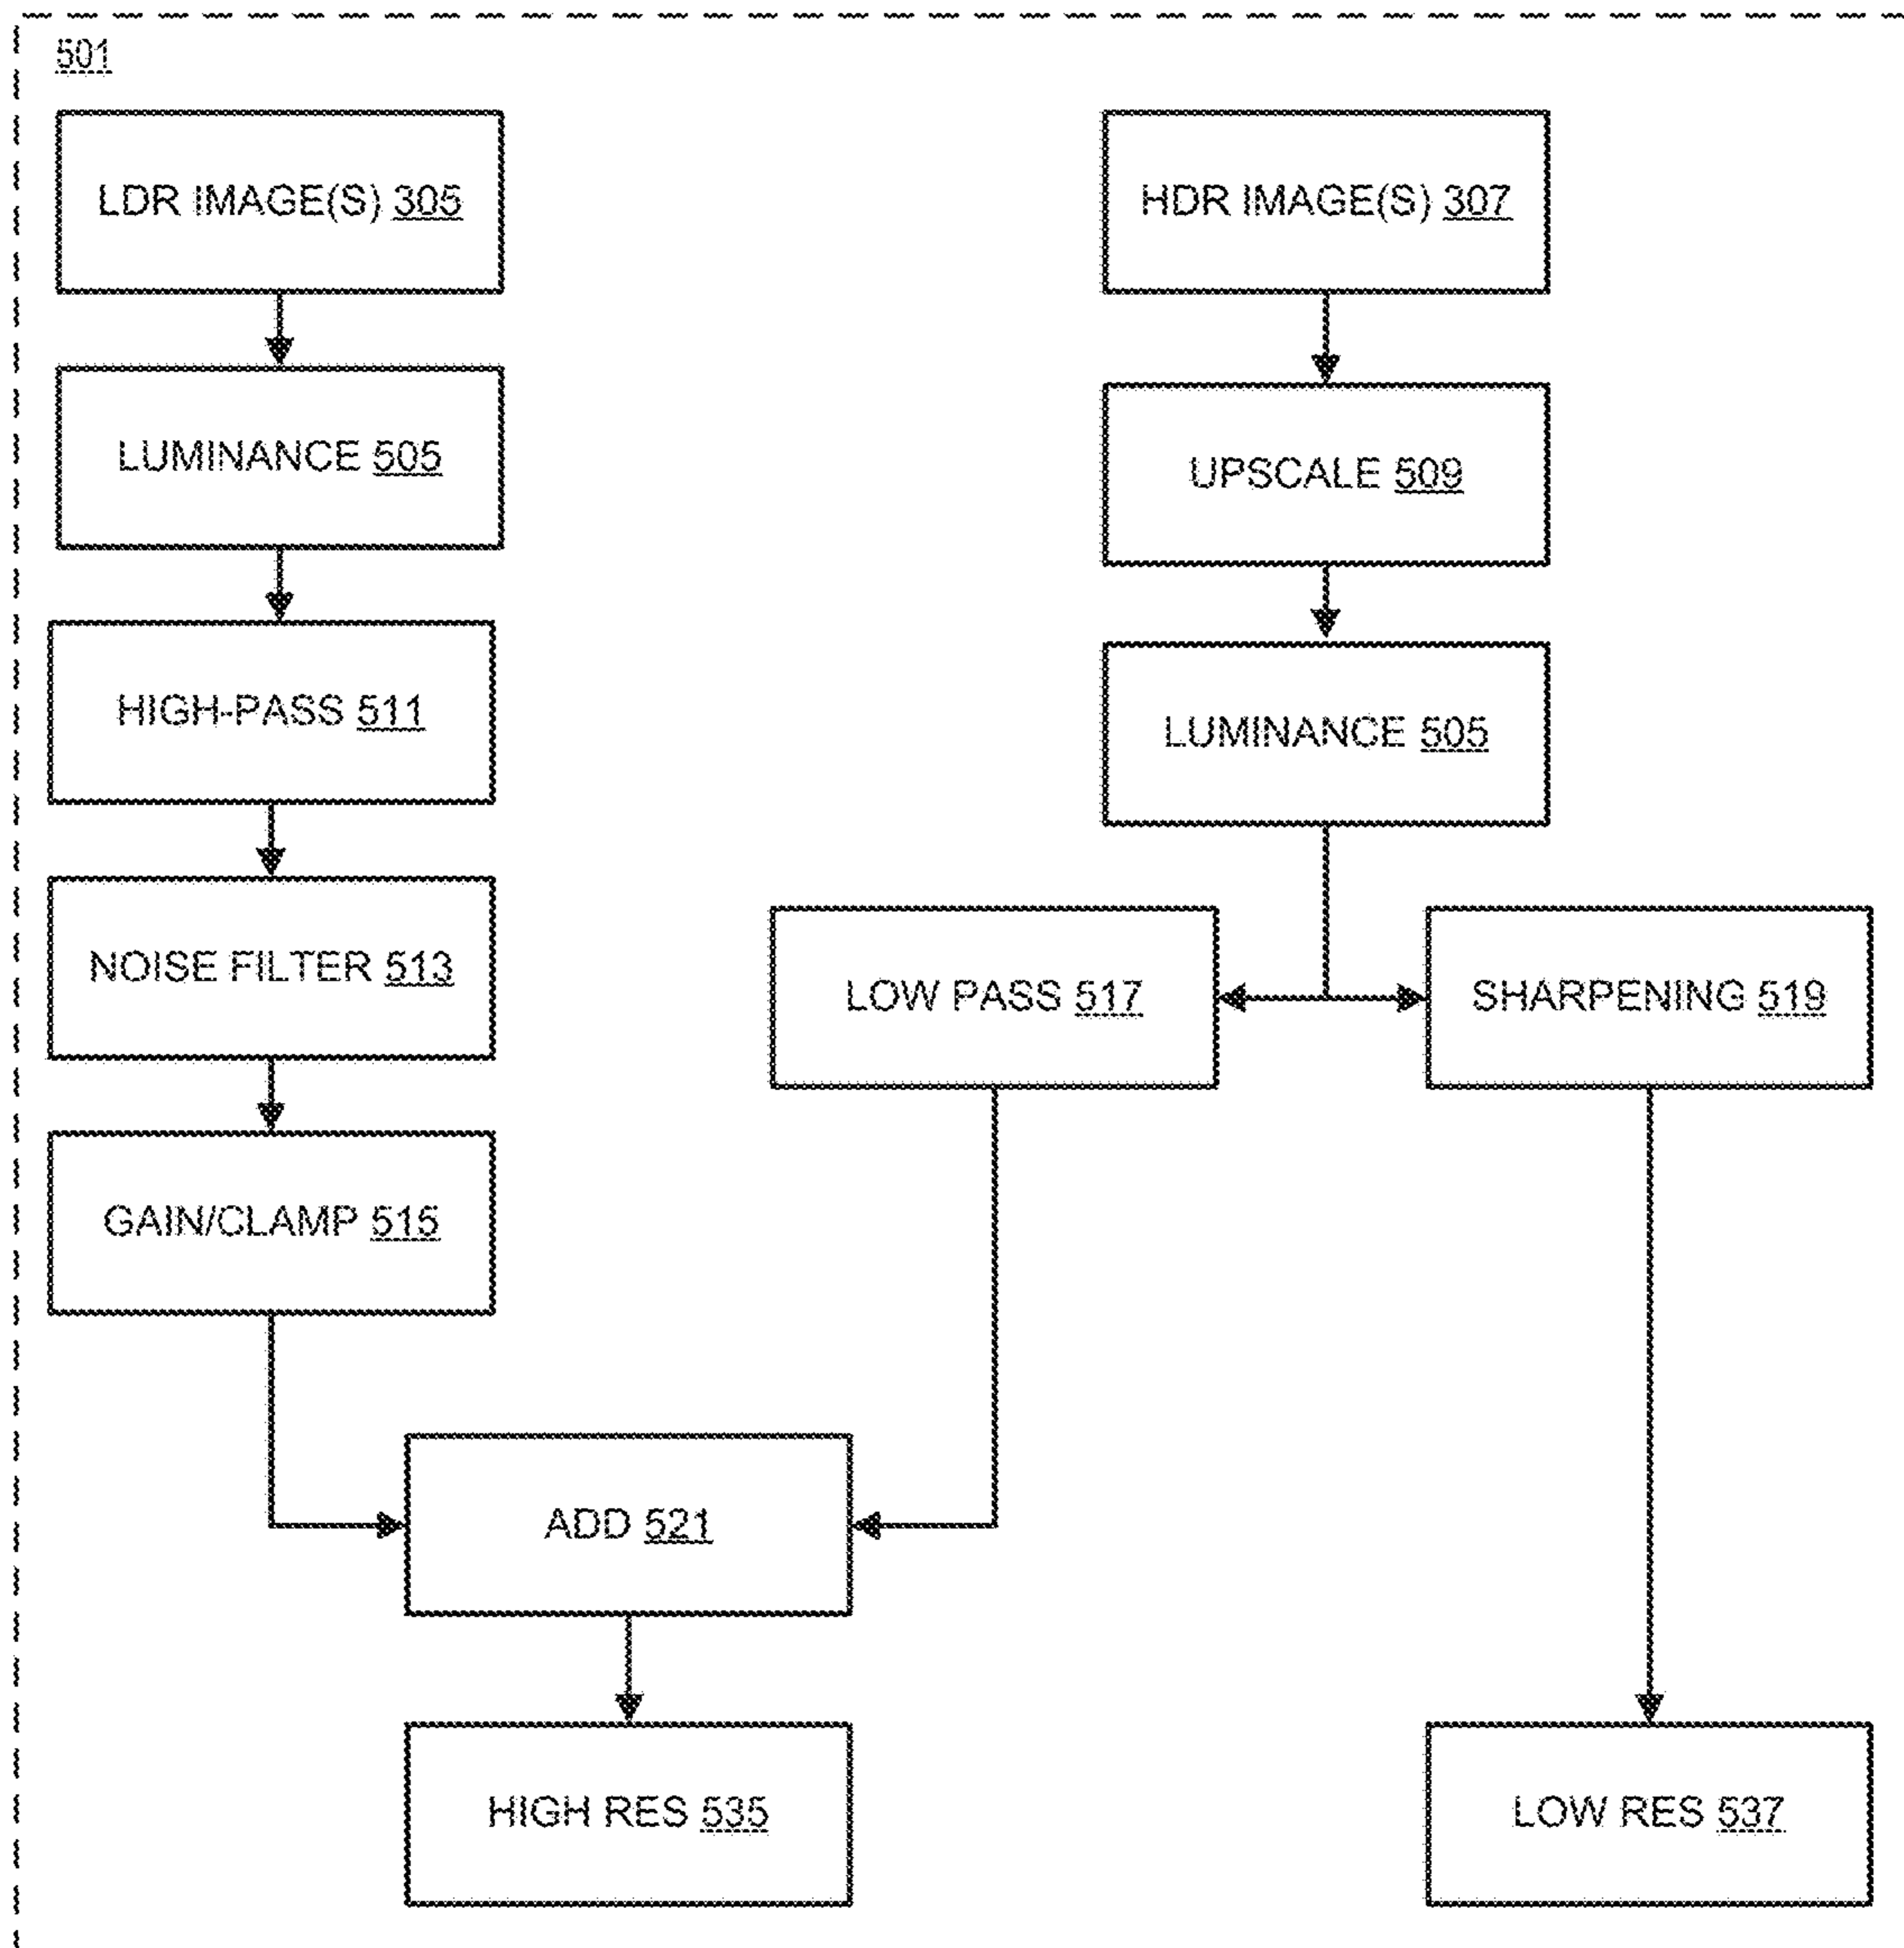 501
LDR IMAGE(S) 305
HDR IMAGE(S) 307
LUMINANCE 505
UPSCALE 509
HIGH-PASS 511
LUMINANCE 505
NOISE FILTER 513
LOW PASS 517
SHARPENING 519
GAIN/CLAMP 515
ADD 521
HIGH RES 535
LOW RES 537